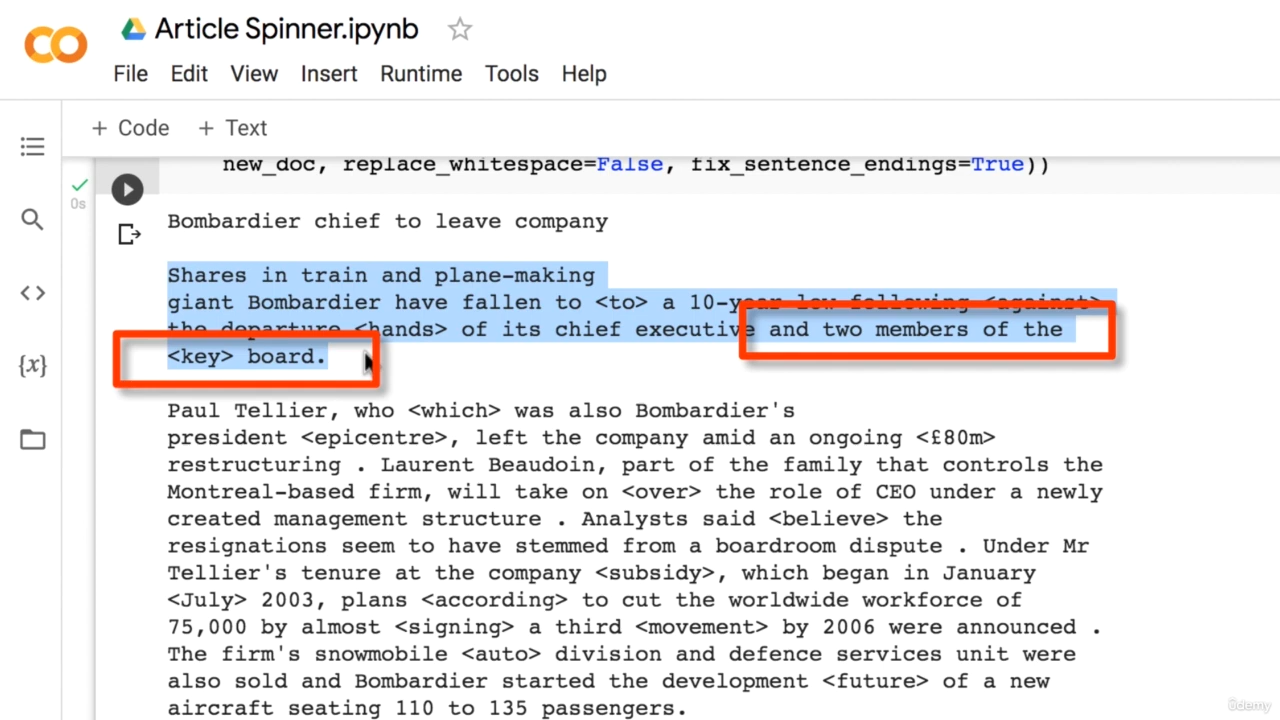 Article Spinner.ipynb
File Edit View Insert Runtime Tools Help
+ Code + Text
new_doc, replace_whitespace=False, fix_sentence_endings=True))
0s
Bombardier chief to leave company
Shares in train and plane-making
giant Bombardier have fallen to <to> a 10-year low following <against>
the departure <hands> of its chief executive and two members of the
<key> board.
Paul Tellier, who <which> was also Bombardier's
president <epicentre>, left the company amid an ongoing <£80m>
restructuring . Laurent Beaudoin, part of the family that controls the
Montreal-based firm, will take on <over> the role of CEO under a newly
created management structure . Analysts said <believe> the
resignations seem to have stemmed from a boardroom dispute . Under Mr
Tellier's tenure at the company <subsidy>, which began in January
<July> 2003, plans <according> to cut the worldwide workforce of
75,000 by almost <signing> a third <movement> by 2006 were announced .
The firm's snowmobile <auto> division and defence services unit were
also sold and Bombardier started the development <future> of a new
aircraft seating 110 to 135 passengers.
{x}
ûdemy